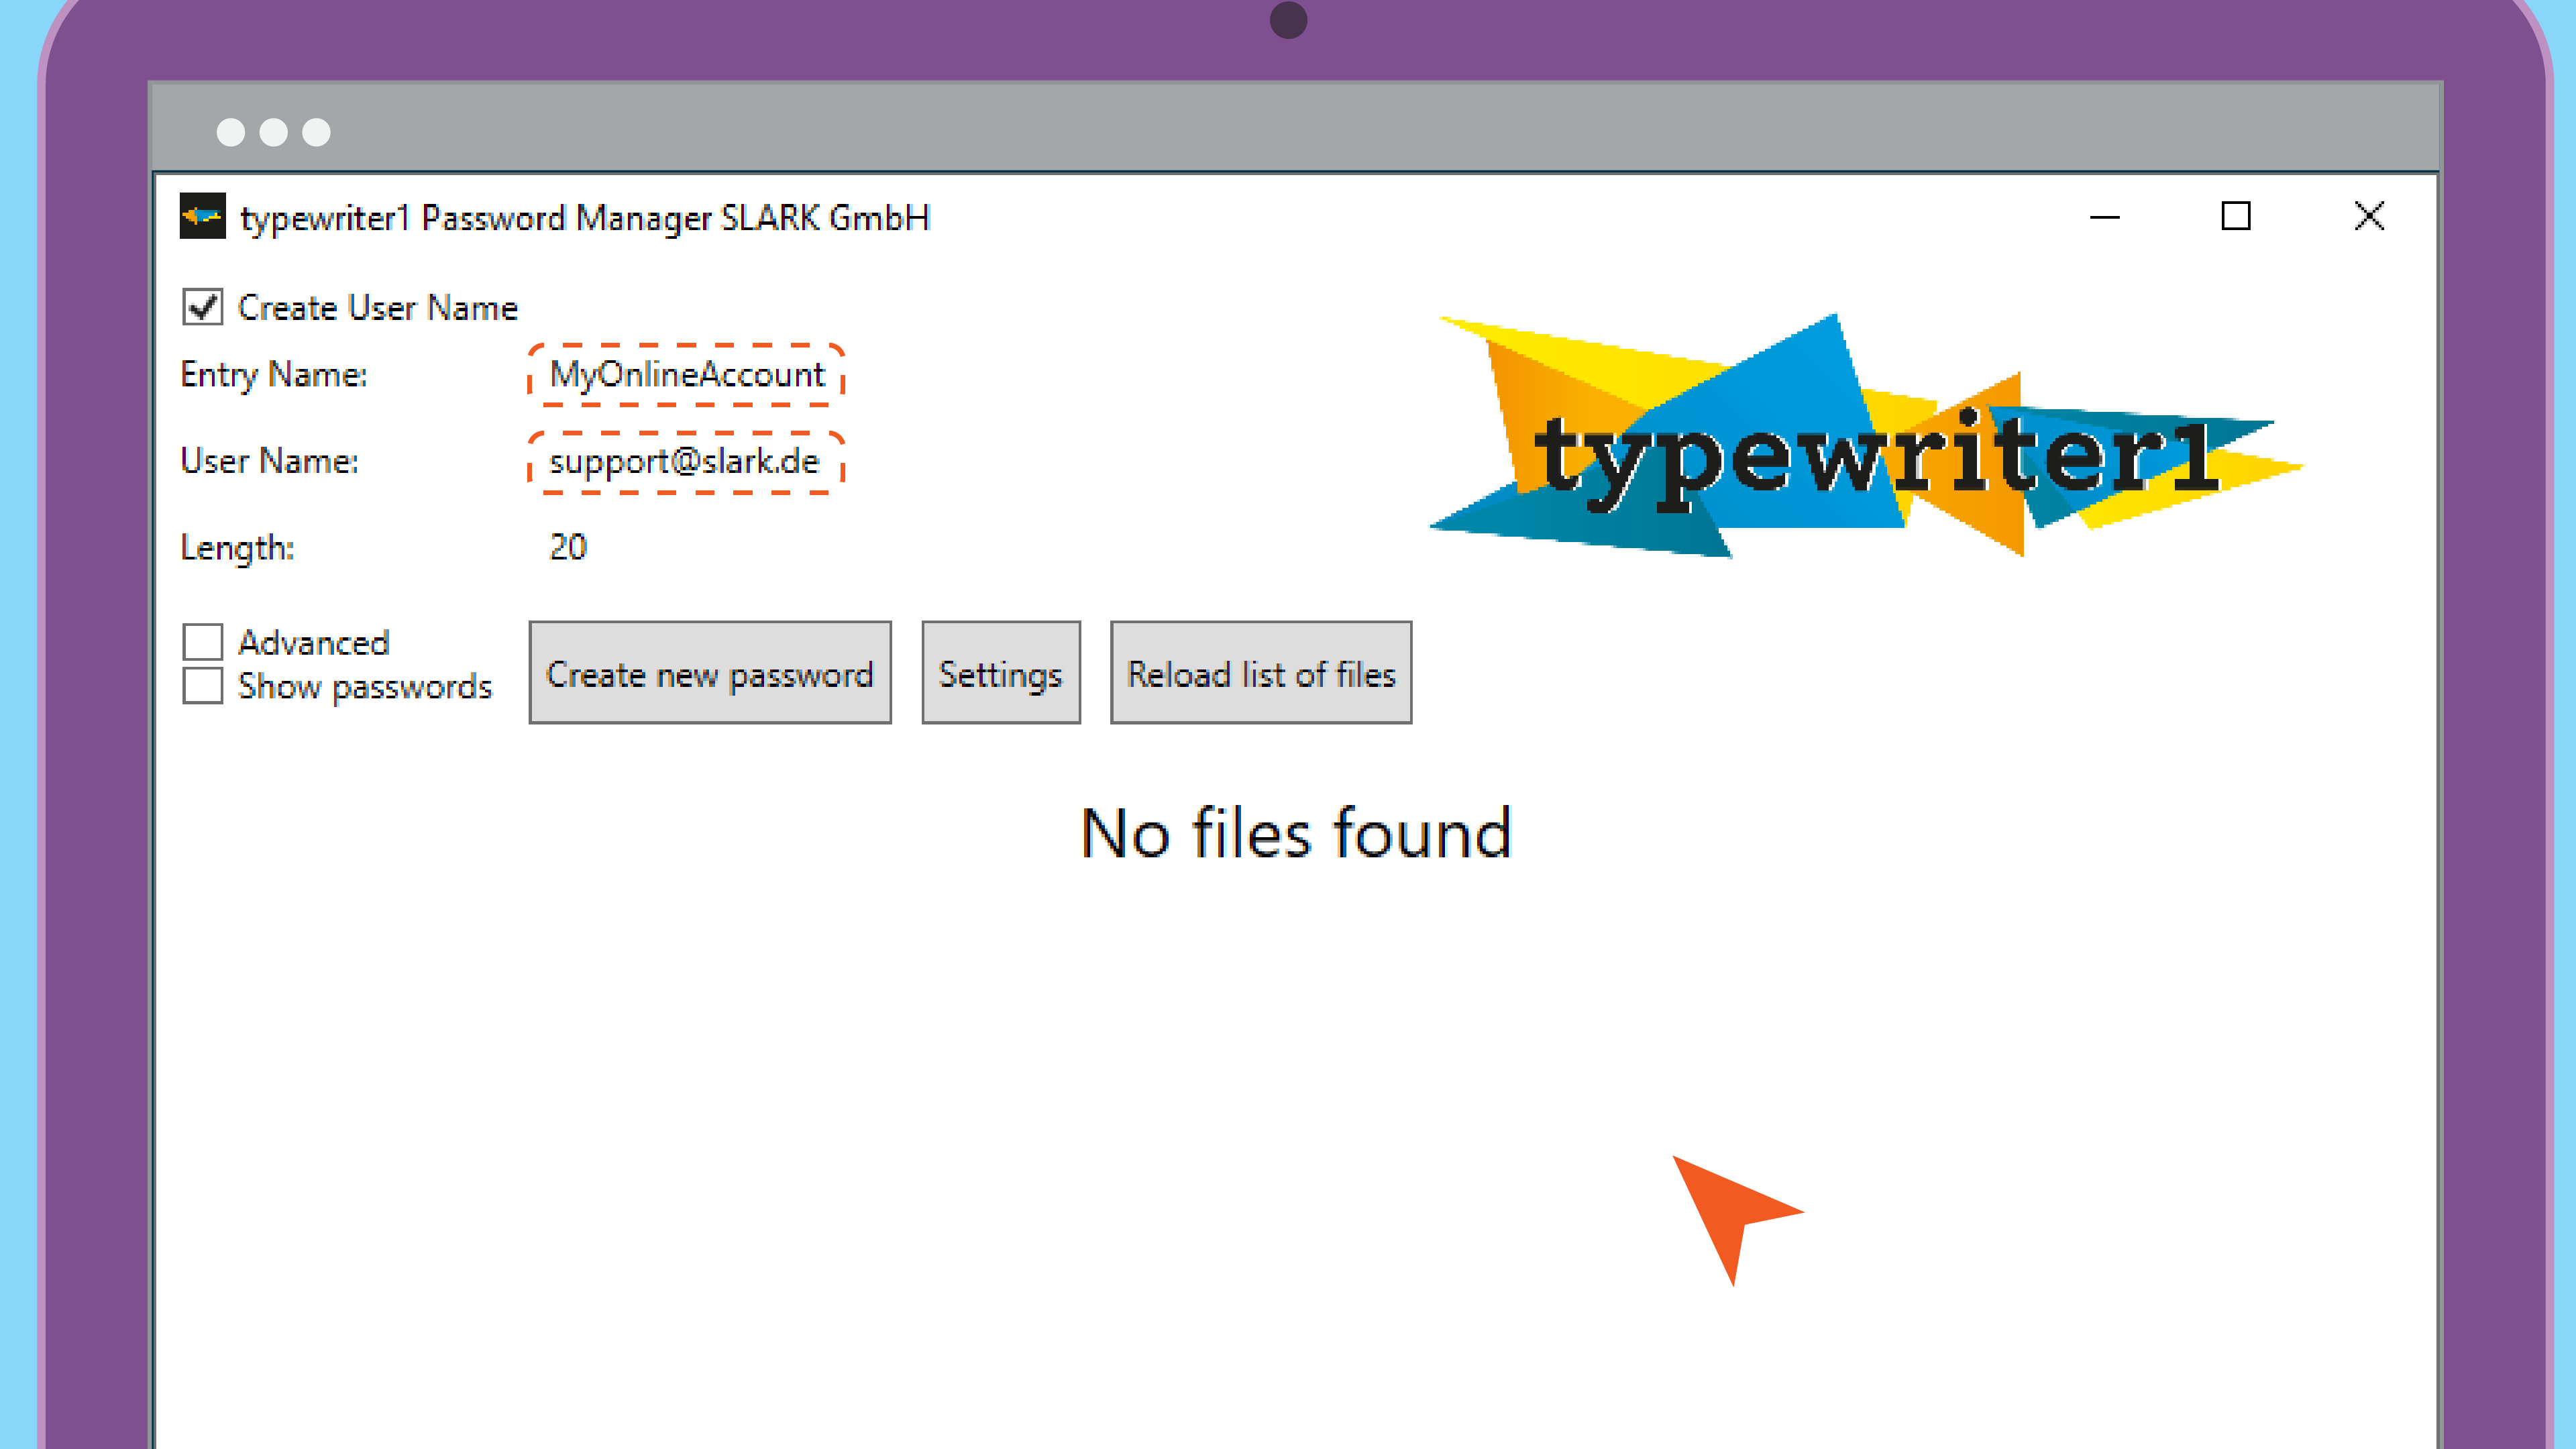 typewriter1 Password Manager SLARK GmbH
Create User Name
Entry Name: MyOnlineAccount
User Name: support@slark.de
Length: 20
typewriter1
Advanced
Show passwords
Create new password Settings Reload list of files
No files found